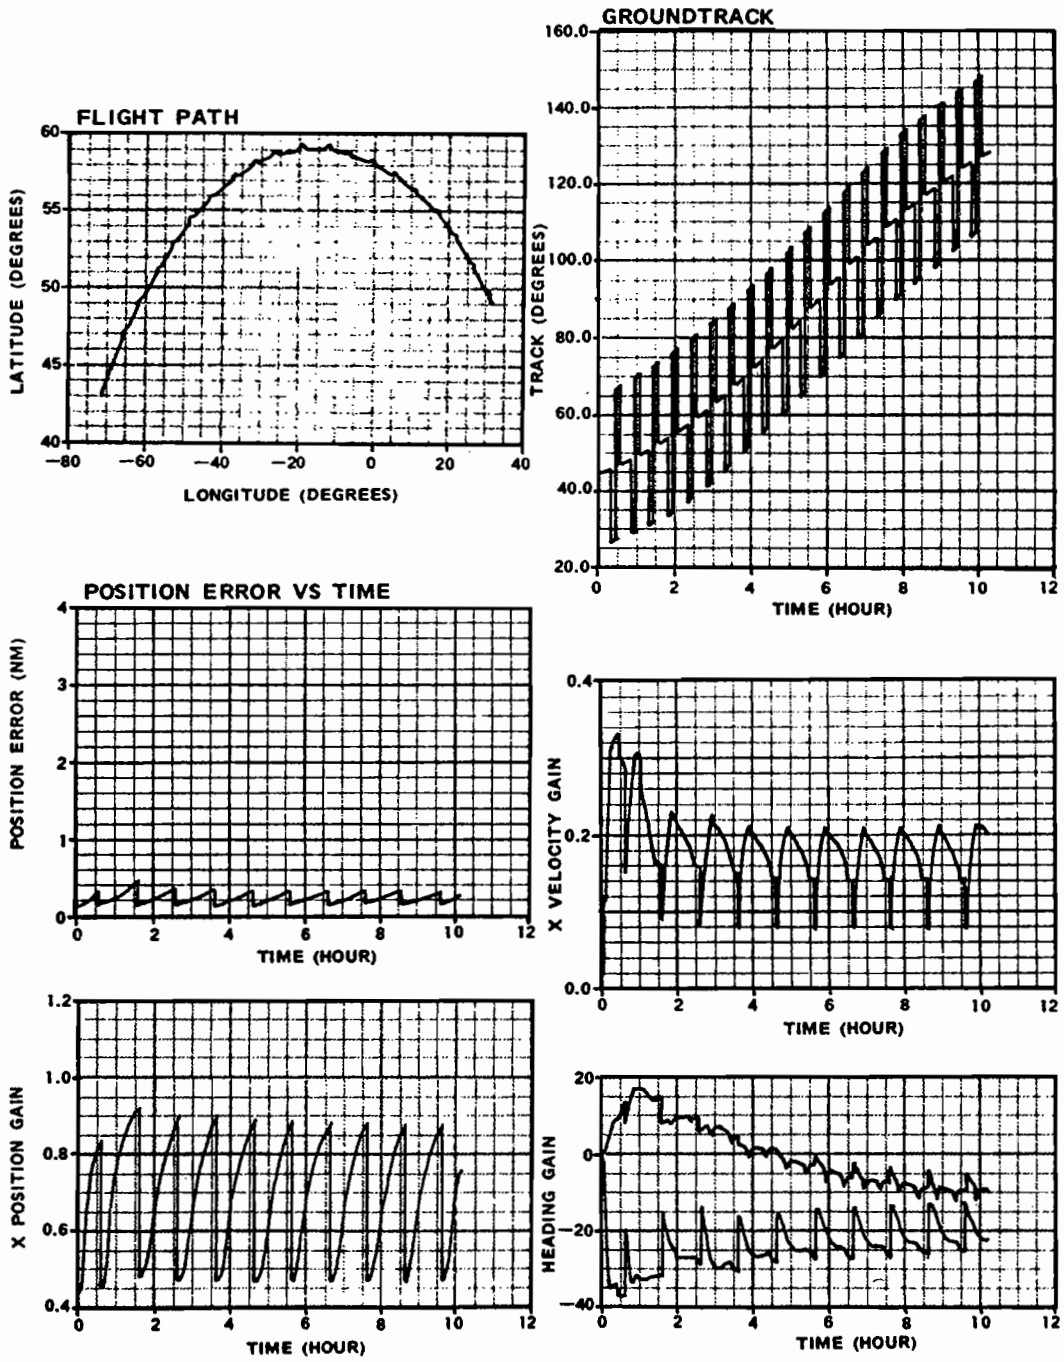 FLIGHT PATH
LATITUDE (DEGREES)
60
55
50
45
40
−80 −60 −40 −20 0 20 40
LONGITUDE (DEGREES)
GROUNDTRACK
TRACK (DEGREES)
160.0
140.0
120.0
100.0
80.0
60.0
40.0
20.0
0 2 4 6 8 10 12
TIME (HOUR)
POSITION ERROR VS TIME
POSITION ERROR (NM)
4
3
2
1
0
0 2 4 6 8 10 12
TIME (HOUR)
X VELOCITY GAIN
0.4
0.2
0.0
0 2 4 6 8 10 12
TIME (HOUR)
X POSITION GAIN
1.2
1.0
0.8
0.6
0.4
0 2 4 6 8 10 12
TIME (HOUR)
HEADING GAIN
20
0
−20
−40
0 2 4 6 8 10 12
TIME (HOUR)